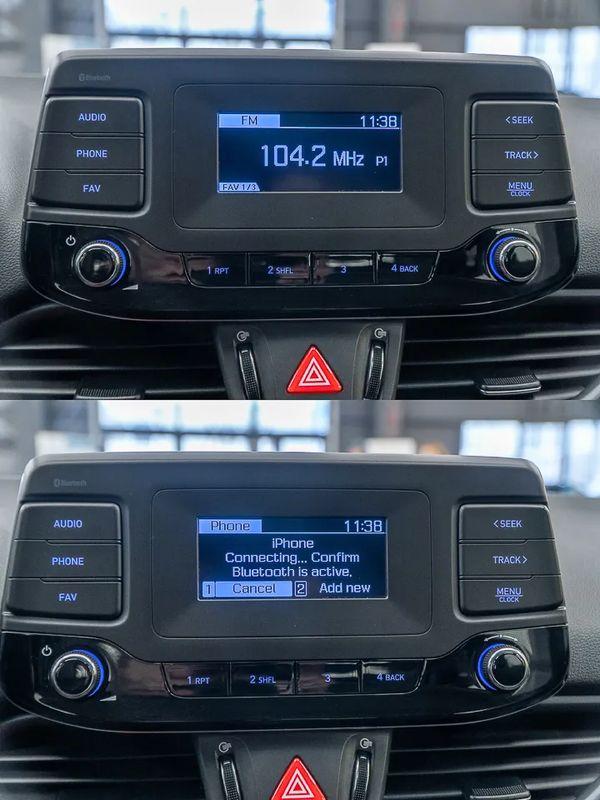 Bluetooth
AUDIO
PHONE
FAV
FM 11:38
104.2 MHz P1
FAV 1/3
< SEEK
TRACK >
MENU
CLOCK
1 RPT
2 SHFL
3
4 BACK
Bluetooth
AUDIO
PHONE
FAV
Phone 11:38
iPhone
Connecting... Confirm
Bluetooth is active.
1 Cancel 2 Add new
< SEEK
TRACK >
MENU
CLOCK
1 RPT
2 SHFL
3
4 BACK